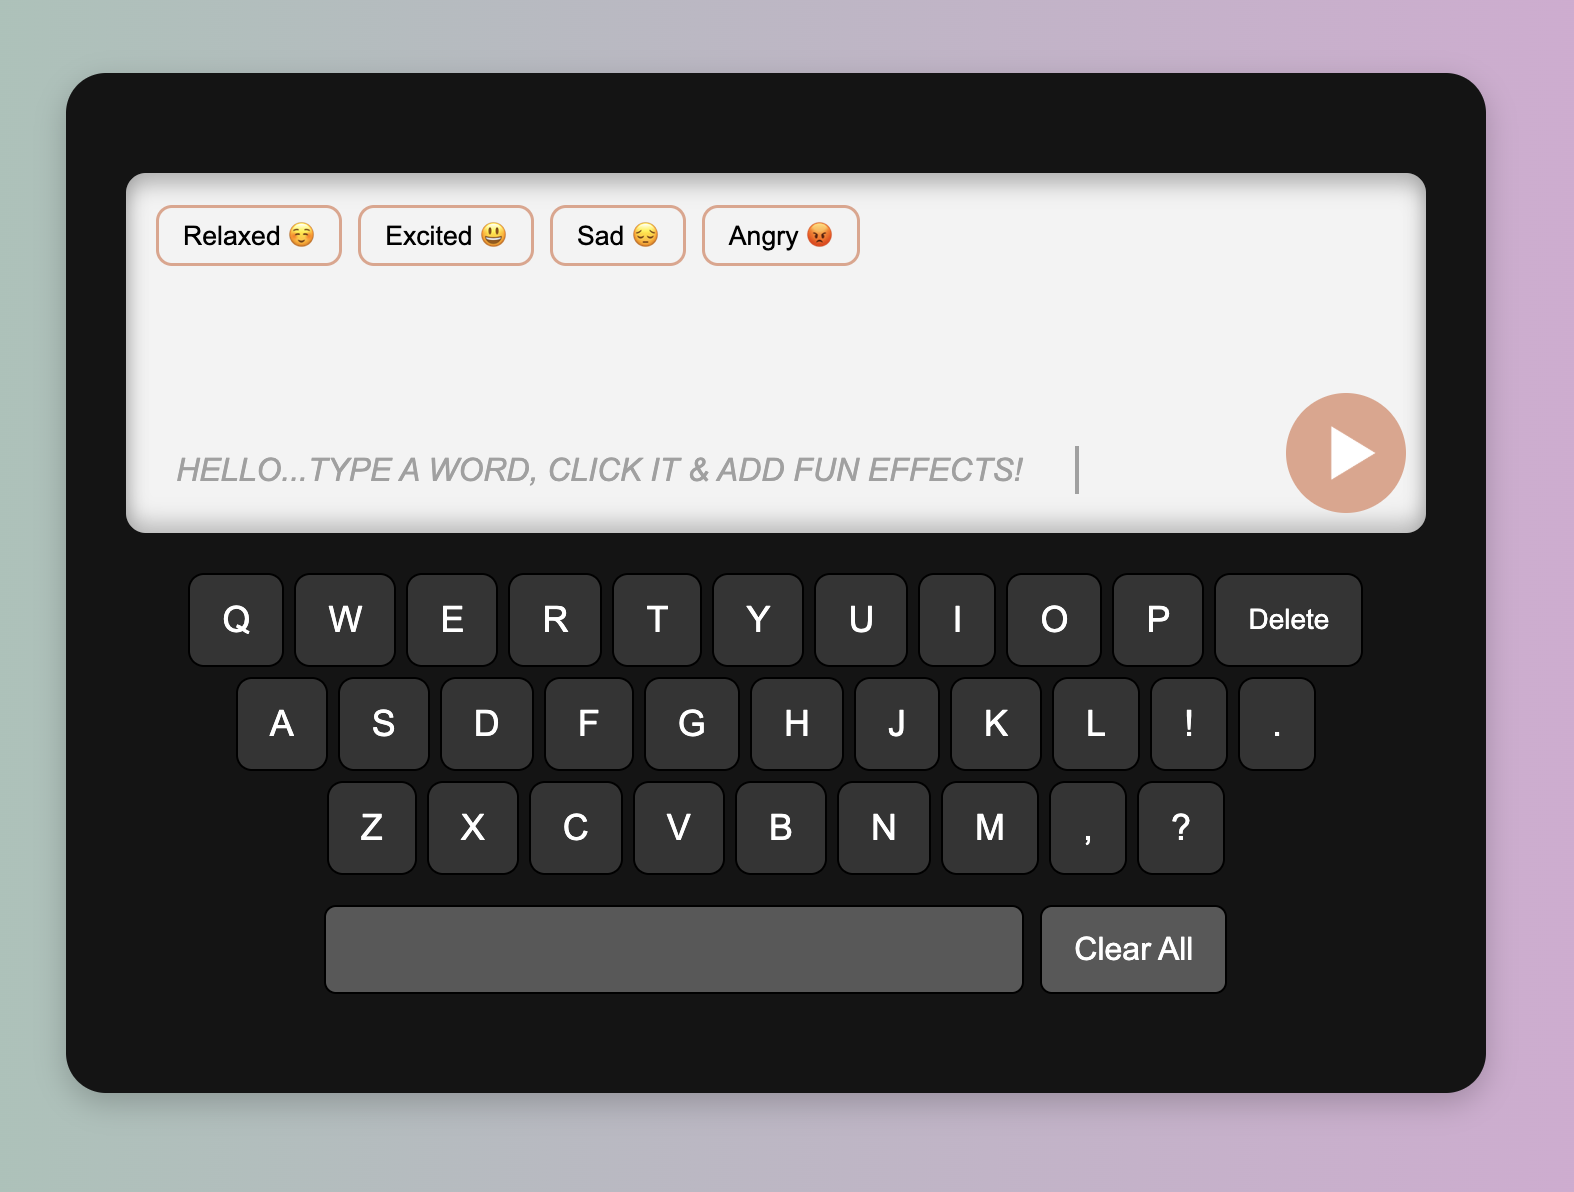 Relaxed ☺️ Excited 😃 Sad 😔 Angry 😡
HELLO...TYPE A WORD, CLICK IT & ADD FUN EFFECTS!
Q W E R T Y U I O P Delete
A S D F G H J K L ! .
Z X C V B N M , ?
Clear All